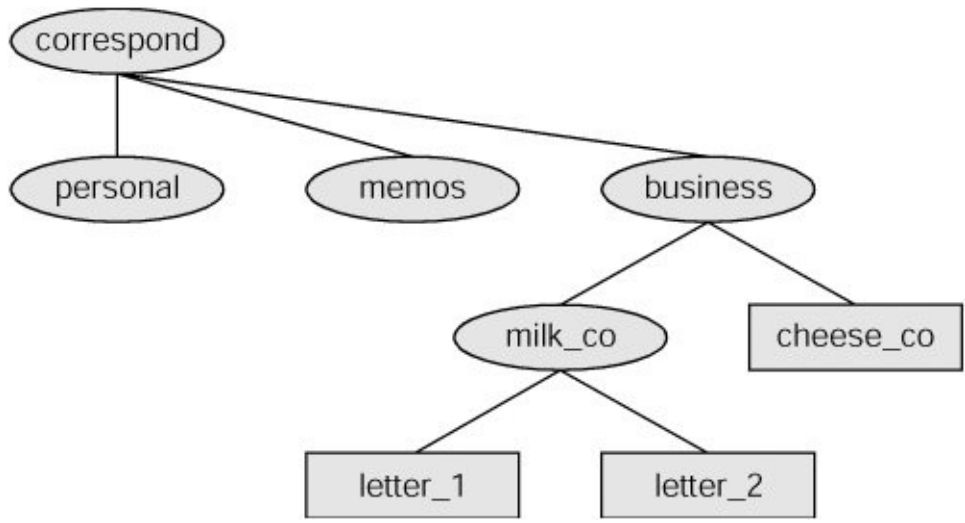 correspond
personal
memos
business
milk_co
cheese_co
letter_1
letter_2